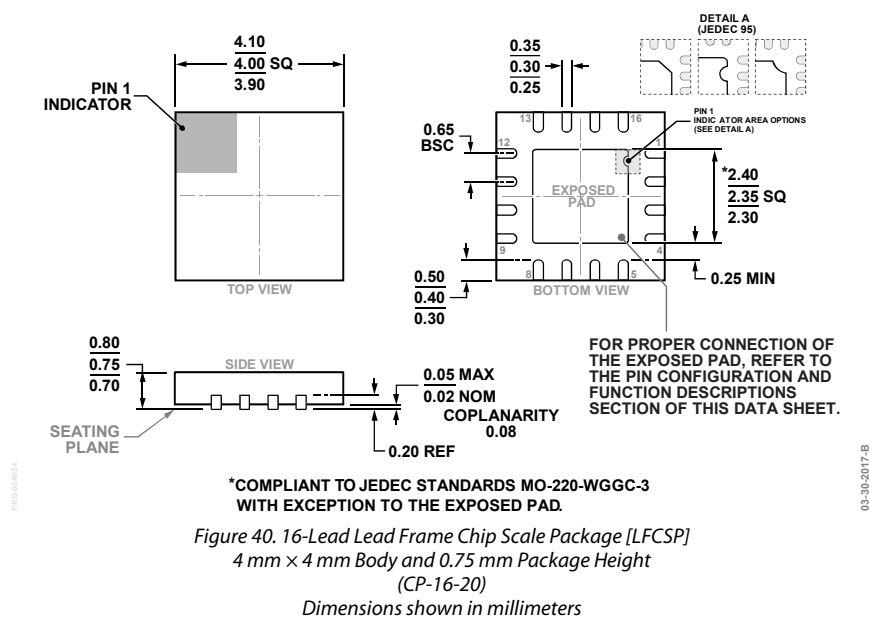 DETAIL A
(JEDEC 95)
4.10
4.00 SQ
3.90
0.35
0.30
0.25
PIN 1
INDICATOR
PIN 1
INDIC ATOR AREA OPTIONS
(SEE DETAIL A)
0.65
BSC
13
16
12
1
EXPOSED
PAD
*2.40
2.35 SQ
2.30
9
4
8
5
0.50
0.40
0.30
0.25 MIN
TOP VIEW
BOTTOM VIEW
0.80
0.75
0.70
SIDE VIEW
0.05 MAX
0.02 NOM
COPLANARITY
0.08
0.20 REF
SEATING
PLANE
FOR PROPER CONNECTION OF
THE EXPOSED PAD, REFER TO
THE PIN CONFIGURATION AND
FUNCTION DESCRIPTIONS
SECTION OF THIS DATA SHEET.
PKG-004024
03-30-2017-B
*COMPLIANT TO JEDEC STANDARDS MO-220-WGGC-3
WITH EXCEPTION TO THE EXPOSED PAD.
Figure 40. 16-Lead Lead Frame Chip Scale Package [LFCSP]
4 mm × 4 mm Body and 0.75 mm Package Height
(CP-16-20)
Dimensions shown in millimeters